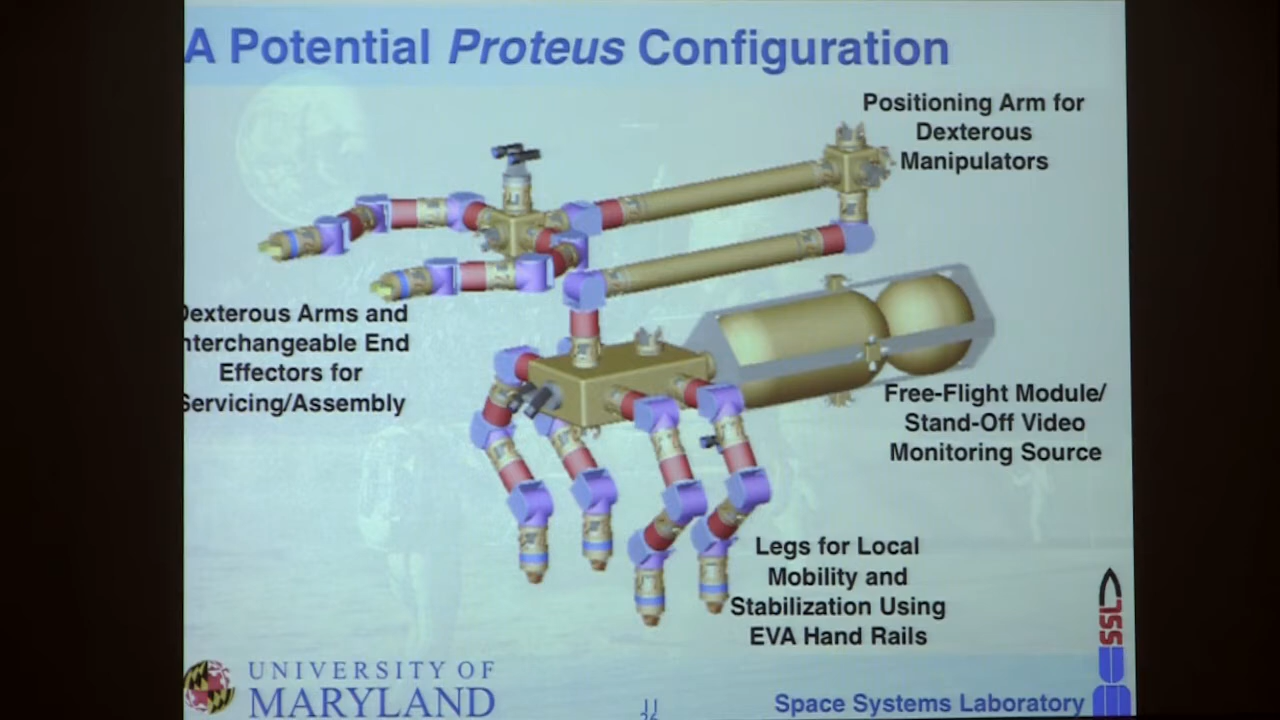 A Potential Proteus Configuration
Positioning Arm for
Dexterous
Manipulators
Dexterous Arms and
Interchangeable End
Effectors for
Servicing/Assembly
Free-Flight Module/
Stand-Off Video
Monitoring Source
Legs for Local
Mobility and
Stabilization Using
EVA Hand Rails
SSL
UNIVERSITY OF
MARYLAND
Space Systems Laboratory